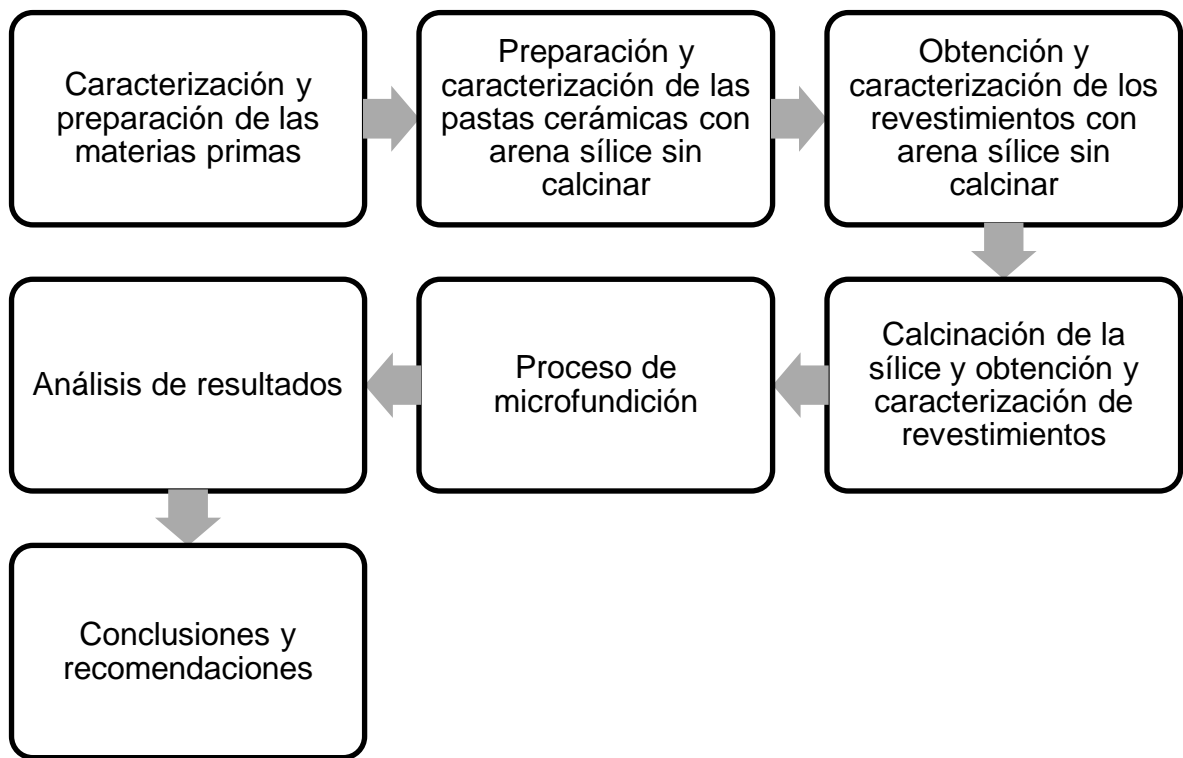 Caracterización y
preparación de las
materias primas
Preparación y
caracterización de las
pastas cerámicas con
arena sílice sin
calcinar
Obtención y
caracterización de los
revestimientos con
arena sílice sin
calcinar
Calcinación de la
sílice y obtención y
caracterización de
revestimientos
Proceso de
microfundición
Análisis de resultados
Conclusiones y
recomendaciones